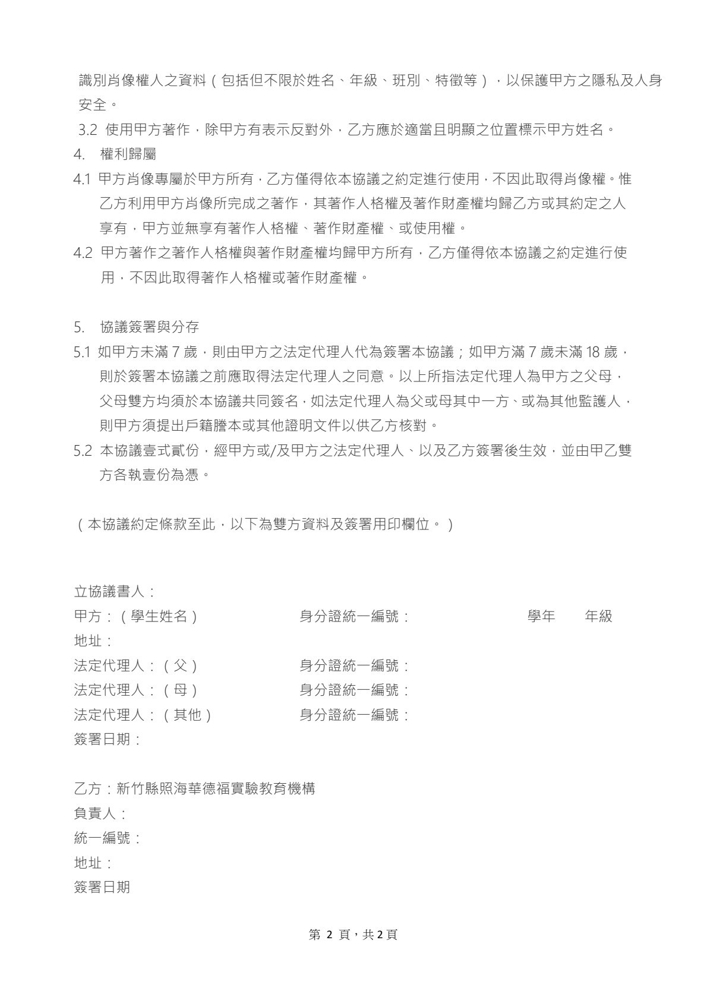 識別肖像權人之資料（包括但不限於姓名、年級、班別、特徵等），以保護甲方之隱私及人身
安全。
3.2 使用甲方著作，除甲方有表示反對外，乙方應於適當且明顯之位置標示甲方姓名。
4. 權利歸屬
4.1 甲方肖像專屬於甲方所有，乙方僅得依本協議之約定進行使用，不因此取得肖像權。惟
乙方利用甲方肖像所完成之著作，其著作人格權及著作財產權均歸乙方或其約定之人
享有，甲方並無享有著作人格權、著作財產權、或使用權。
4.2 甲方著作之著作人格權與著作財產權均歸甲方所有，乙方僅得依本協議之約定進行使
用，不因此取得著作人格權或著作財產權。
5. 協議簽署與分存
5.1 如甲方未滿 7 歲，則由甲方之法定代理人代為簽署本協議；如甲方滿 7 歲未滿 18 歲，
則於簽署本協議之前應取得法定代理人之同意。以上所指法定代理人為甲方之父母，
父母雙方均須於本協議共同簽名，如法定代理人為父或母其中一方、或為其他監護人，
則甲方須提出戶籍謄本或其他證明文件以供乙方核對。
5.2 本協議壹式貳份，經甲方或/及甲方之法定代理人、以及乙方簽署後生效，並由甲乙雙
方各執壹份為憑。
（本協議約定條款至此，以下為雙方資料及簽署用印欄位。）
立協議書人：
甲方：（學生姓名） 身分證統一編號： 學年 年級
地址：
法定代理人：（父） 身分證統一編號：
法定代理人：（母） 身分證統一編號：
法定代理人：（其他） 身分證統一編號：
簽署日期：
乙方：新竹縣照海華德福實驗教育機構
負責人：
統一編號：
地址：
簽署日期
第 2 頁，共 2 頁